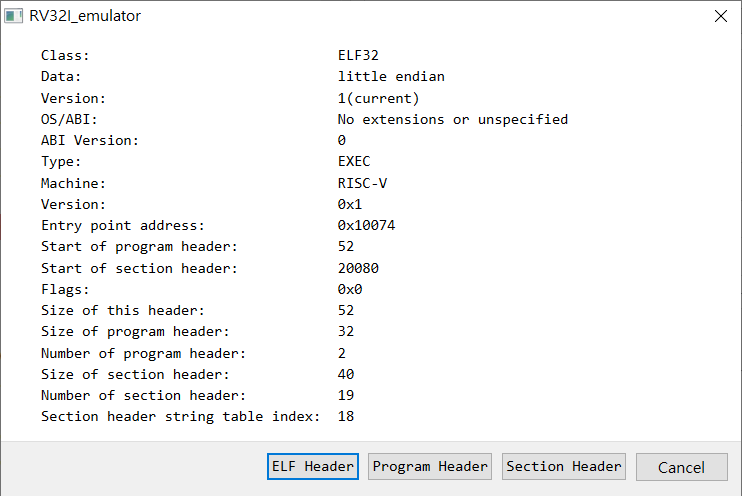 RV32I_emulator
Class: ELF32
Data: little endian
Version: 1(current)
OS/ABI: No extensions or unspecified
ABI Version: 0
Type: EXEC
Machine: RISC-V
Version: 0x1
Entry point address: 0x10074
Start of program header: 52
Start of section header: 20080
Flags: 0x0
Size of this header: 52
Size of program header: 32
Number of program header: 2
Size of section header: 40
Number of section header: 19
Section header string table index: 18
ELF Header Program Header Section Header Cancel